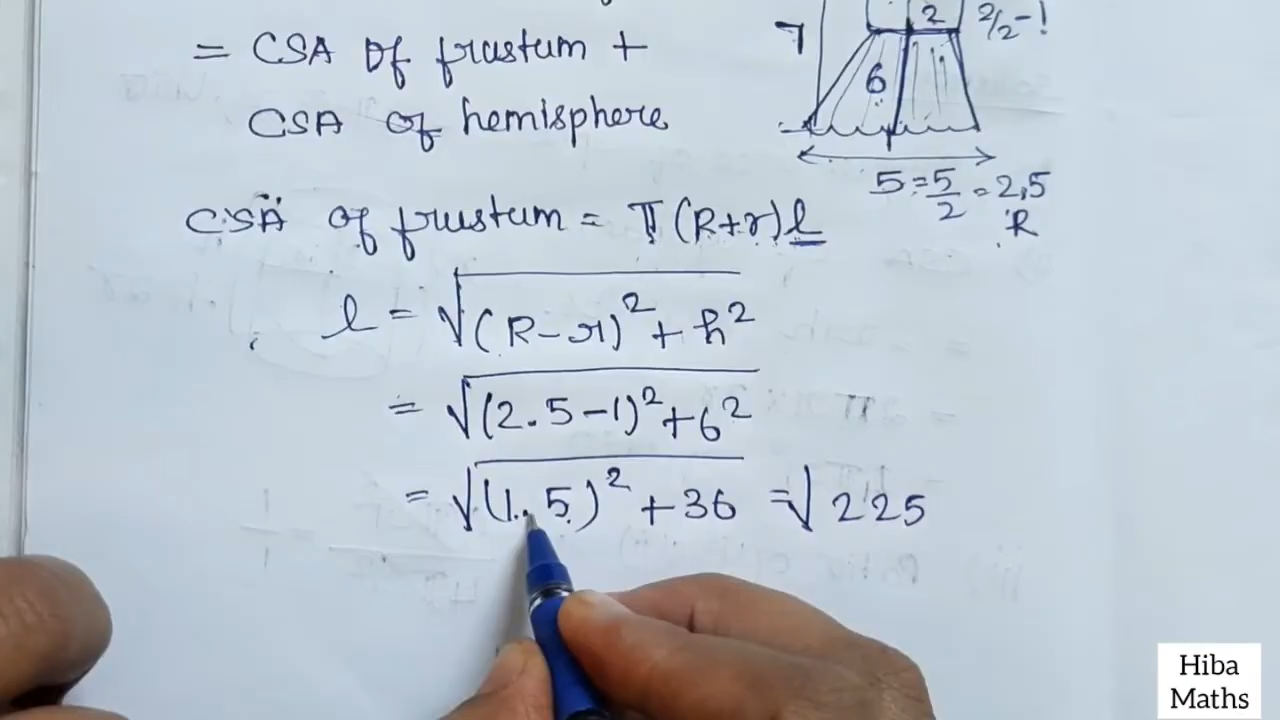 = CSA of frustum +
CSA of hemisphere
7
2
2/2-1
6
5=5/2=2,5
R
CSA of frustum = π(R+r)l
l = √(R-r)²+h²
= √(2.5-1)²+6²
= √(1.5)²+36 =√225
Hiba
Maths